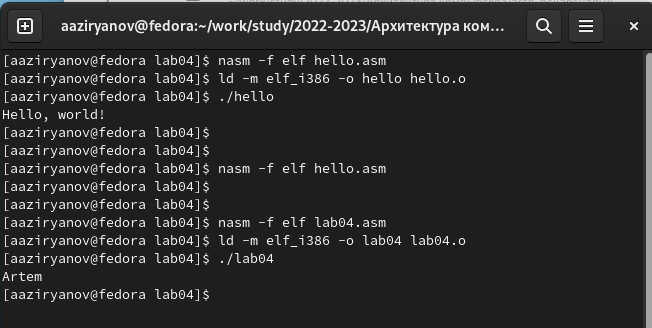 aaziryanov@fedora:~/work/study/2022-2023/Архитектура ком…
[aaziryanov@fedora lab04]$ nasm -f elf hello.asm
[aaziryanov@fedora lab04]$ ld -m elf_i386 -o hello hello.o
[aaziryanov@fedora lab04]$ ./hello
Hello, world!
[aaziryanov@fedora lab04]$
[aaziryanov@fedora lab04]$
[aaziryanov@fedora lab04]$ nasm -f elf hello.asm
[aaziryanov@fedora lab04]$
[aaziryanov@fedora lab04]$
[aaziryanov@fedora lab04]$ nasm -f elf lab04.asm
[aaziryanov@fedora lab04]$ ld -m elf_i386 -o lab04 lab04.o
[aaziryanov@fedora lab04]$ ./lab04
Artem
[aaziryanov@fedora lab04]$